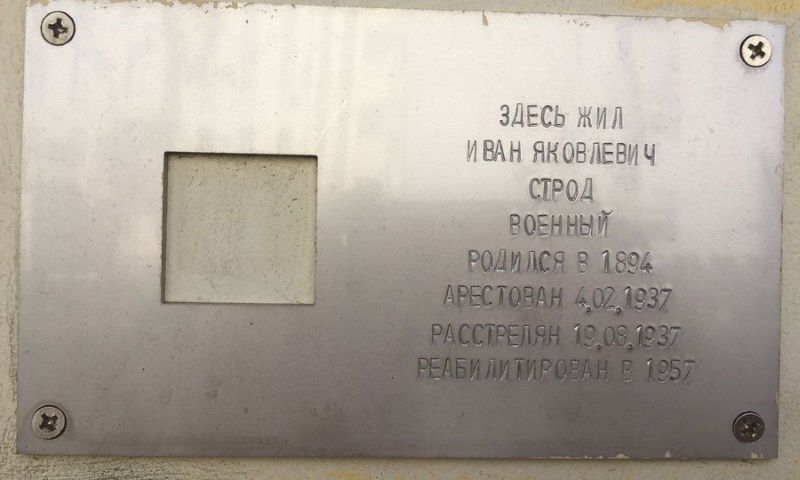 ЗДЕСЬ ЖИЛ
ИВАН ЯКОВЛЕВИЧ
СТРОД
ВОЕННЫЙ
РОДИЛСЯ В 1894
АРЕСТОВАН 4,02,1937
РАССТРЕЛЯН 19,08,1937
РЕАБИЛИТИРОВАН В 1957